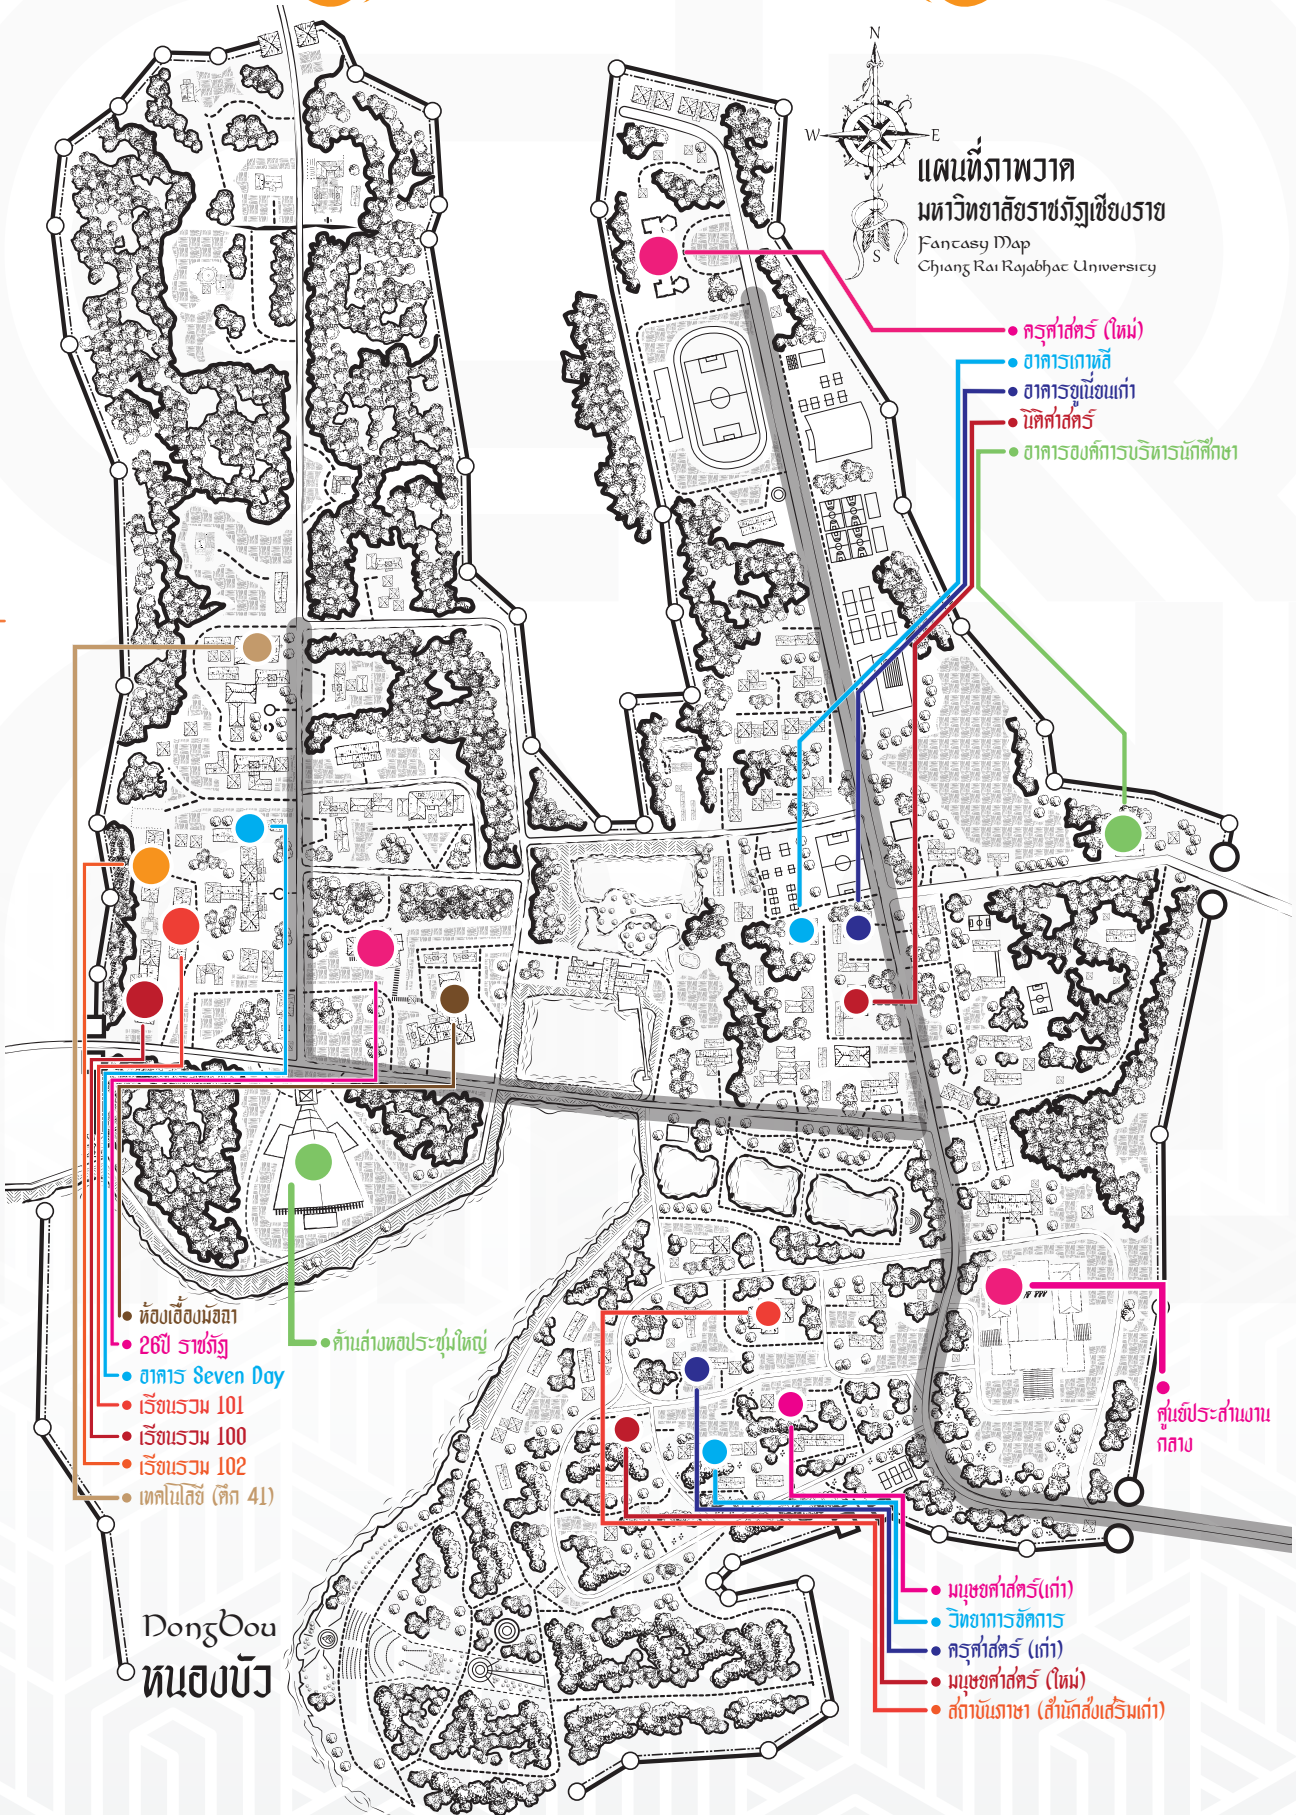 N
W
E
S
แผนที่ภาพวาด
มหาวิทยาลัยราชภัฏเชียงราย
Fantasy Map
Chiang Rai Rajabhat University
ครุศาสตร์ (ใหม่)
อาคารเกาหลี
อาคารยูเนี่ยนเก่า
นิติศาสตร์
อาคารองค์การบริหารนักศึกษา
ห้องเอื้องมัชฌา
26ปี ราชภัฏ
อาคาร Seven Day
เรียนรวม 101
เรียนรวม 100
เรียนรวม 102
เทคโนโลยี (ตึก 41)
ด้านล่างหอประชุมใหญ่
ศูนย์ประสานงาน
กลาง
มนุษยศาสตร์(เก่า)
วิทยาการจัดการ
ครุศาสตร์ (เก่า)
มนุษยศาสตร์ (ใหม่)
สถาบันภาษา (สำนักส่งเสริมเก่า)
หนองบัว